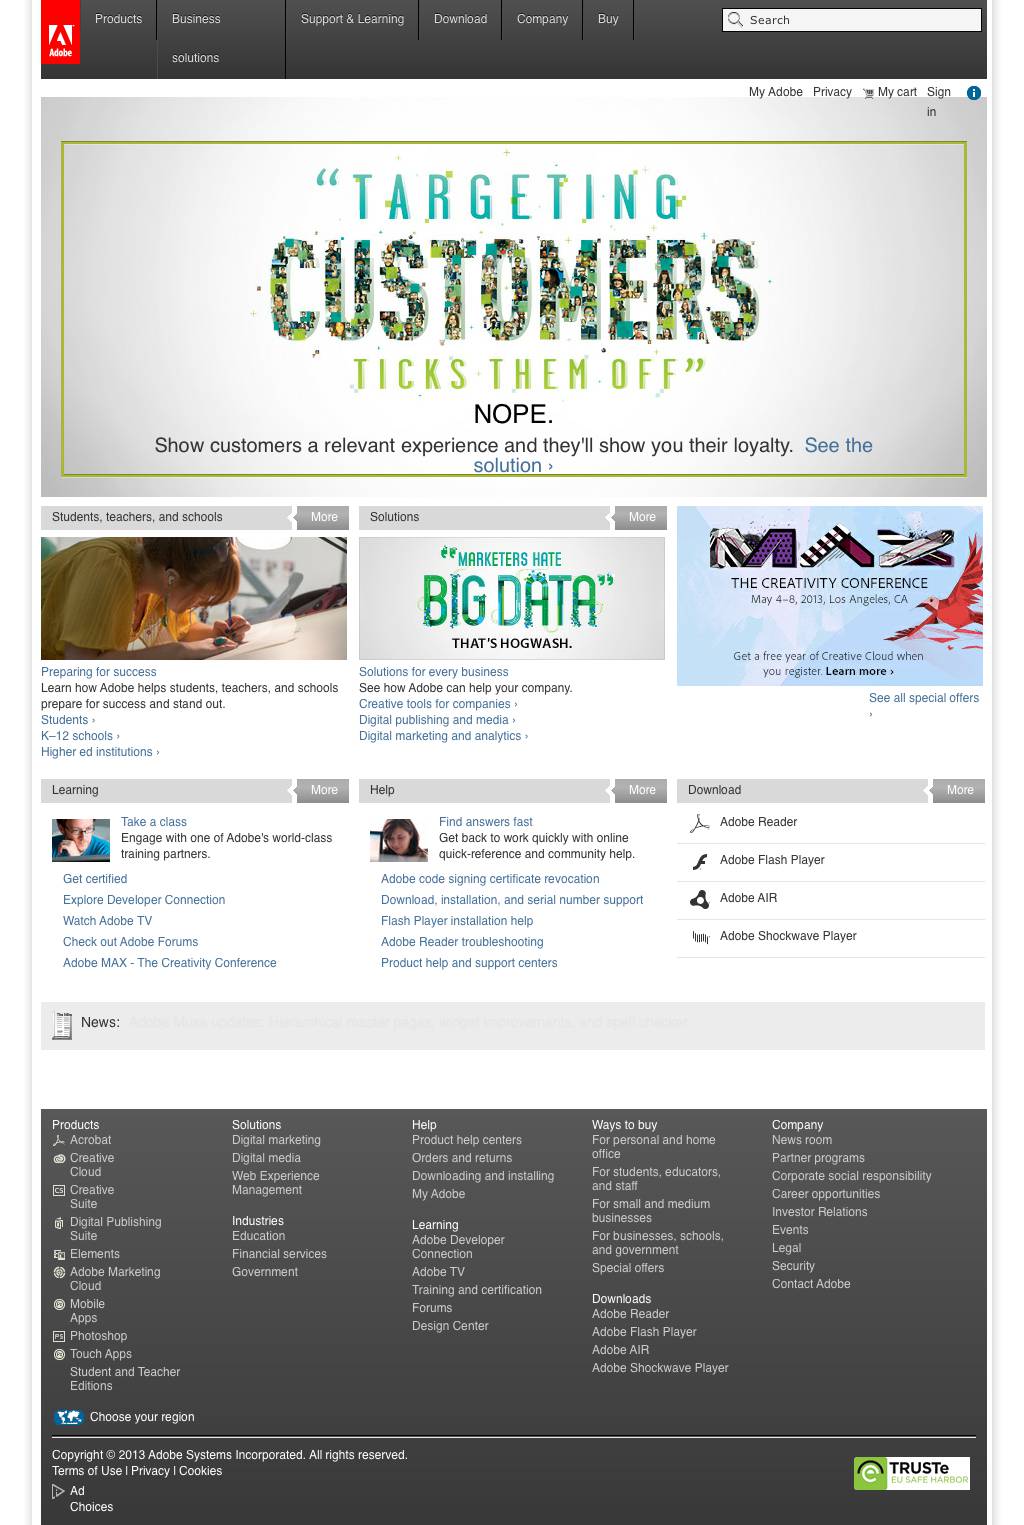 Adobe
Products
Business
solutions
Support & Learning
Download
Company
Buy
Search
My Adobe
Privacy
My cart
Sign
in
“TARGETING
CUSTOMERS
TICKS THEM OFF”
NOPE.
Show customers a relevant experience and they'll show you their loyalty. See the
solution ›
Students, teachers, and schools
More
Preparing for success
Learn how Adobe helps students, teachers, and schools
prepare for success and stand out.
Students ›
K–12 schools ›
Higher ed institutions ›
Solutions
More
“MARKETERS HATE
BIG DATA”
THAT'S HOGWASH.
Solutions for every business
See how Adobe can help your company.
Creative tools for companies ›
Digital publishing and media ›
Digital marketing and analytics ›
MAX
THE CREATIVITY CONFERENCE
May 4–8, 2013, Los Angeles, CA
Get a free year of Creative Cloud when
you register. Learn more ›
See all special offers
›
Learning
More
Take a class
Engage with one of Adobe's world-class
training partners.
Get certified
Explore Developer Connection
Watch Adobe TV
Check out Adobe Forums
Adobe MAX - The Creativity Conference
Help
More
Find answers fast
Get back to work quickly with online
quick-reference and community help.
Adobe code signing certificate revocation
Download, installation, and serial number support
Flash Player installation help
Adobe Reader troubleshooting
Product help and support centers
Download
More
Adobe Reader
Adobe Flash Player
Adobe AIR
Adobe Shockwave Player
News: Adobe Muse updates: Hierarchical master pages, widget improvements, and spell checker
Products
Acrobat
Creative
Cloud
Creative
Suite
Digital Publishing
Suite
Elements
Adobe Marketing
Cloud
Mobile
Apps
Photoshop
Touch Apps
Student and Teacher
Editions
Solutions
Digital marketing
Digital media
Web Experience
Management
Industries
Education
Financial services
Government
Help
Product help centers
Orders and returns
Downloading and installing
My Adobe
Learning
Adobe Developer
Connection
Adobe TV
Training and certification
Forums
Design Center
Ways to buy
For personal and home
office
For students, educators,
and staff
For small and medium
businesses
For businesses, schools,
and government
Special offers
Downloads
Adobe Reader
Adobe Flash Player
Adobe AIR
Adobe Shockwave Player
Company
News room
Partner programs
Corporate social responsibility
Career opportunities
Investor Relations
Events
Legal
Security
Contact Adobe
Choose your region
Copyright © 2013 Adobe Systems Incorporated. All rights reserved.
Terms of Use | Privacy | Cookies
Ad
Choices
TRUSTe
EU SAFE HARBOR